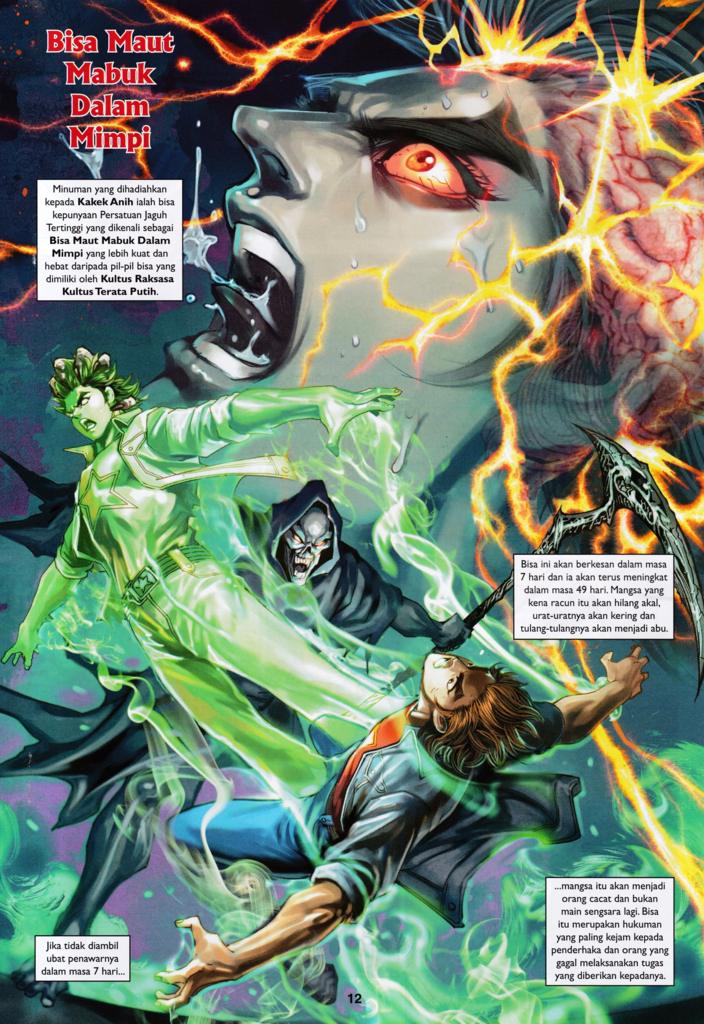 Bisa Maut
Mabuk
Dalam
Mimpi
Minuman yang dihadiahkan
kepada Kakek Anih ialah bisa
kepunyaan Persatuan Jaguh
Tertinggi yang dikenali sebagai
Bisa Maut Mabuk Dalam
Mimpi yang lebih kuat dan
hebat daripada pil-pil bisa yang
dimiliki oleh Kultus Raksasa
Kultus Terata Putih.
Bisa ini akan berkesan dalam masa
7 hari dan ia akan terus meningkat
dalam masa 49 hari. Mangsa yang
kena racun itu akan hilang akal,
urat-uratnya akan kering dan
tulang-tulangnya akan menjadi abu.
Jika tidak diambil
ubat penawarnya
dalam masa 7 hari...
...mangsa itu akan menjadi
orang cacat dan bukan
main sengsara lagi. Bisa
itu merupakan hukuman
yang paling kejam kepada
penderhaka dan orang yang
gagal melaksanakan tugas
yang diberikan kepadanya.
12